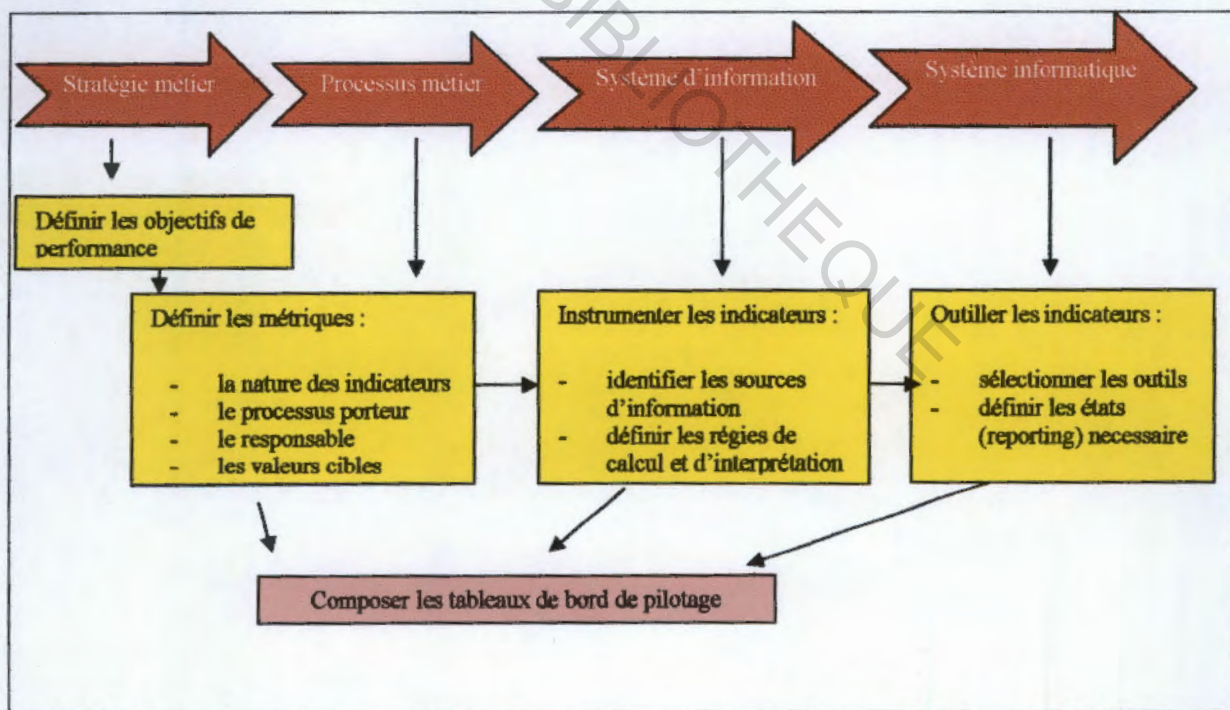 Stratégie métier
Processus métier
Système d'information
Système informatique
Définir les objectifs de
performance
Définir les métriques :
- la nature des indicateurs
- le processus porteur
- le responsable
- les valeurs cibles
Instrumenter les indicateurs :
- identifier les sources
d'information
- définir les régies de
calcul et d'interprétation
Outiller les indicateurs :
- sélectionner les outils
- définir les états
(reporting) necessaire
Composer les tableaux de bord de pilotage
BIBLIOTHEQUE